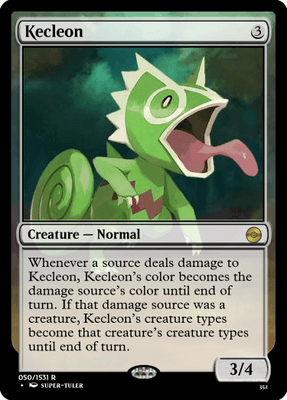 Kecleon 3
Creature — Normal
Whenever a source deals damage to
Kecleon, Kecleon's color becomes the
damage source's color until end of
turn. If that damage source was a
creature, Kecleon's creature types
become that creature's creature types
until end of turn.
3/4
050/1531 R
• SUPER-TULER
352